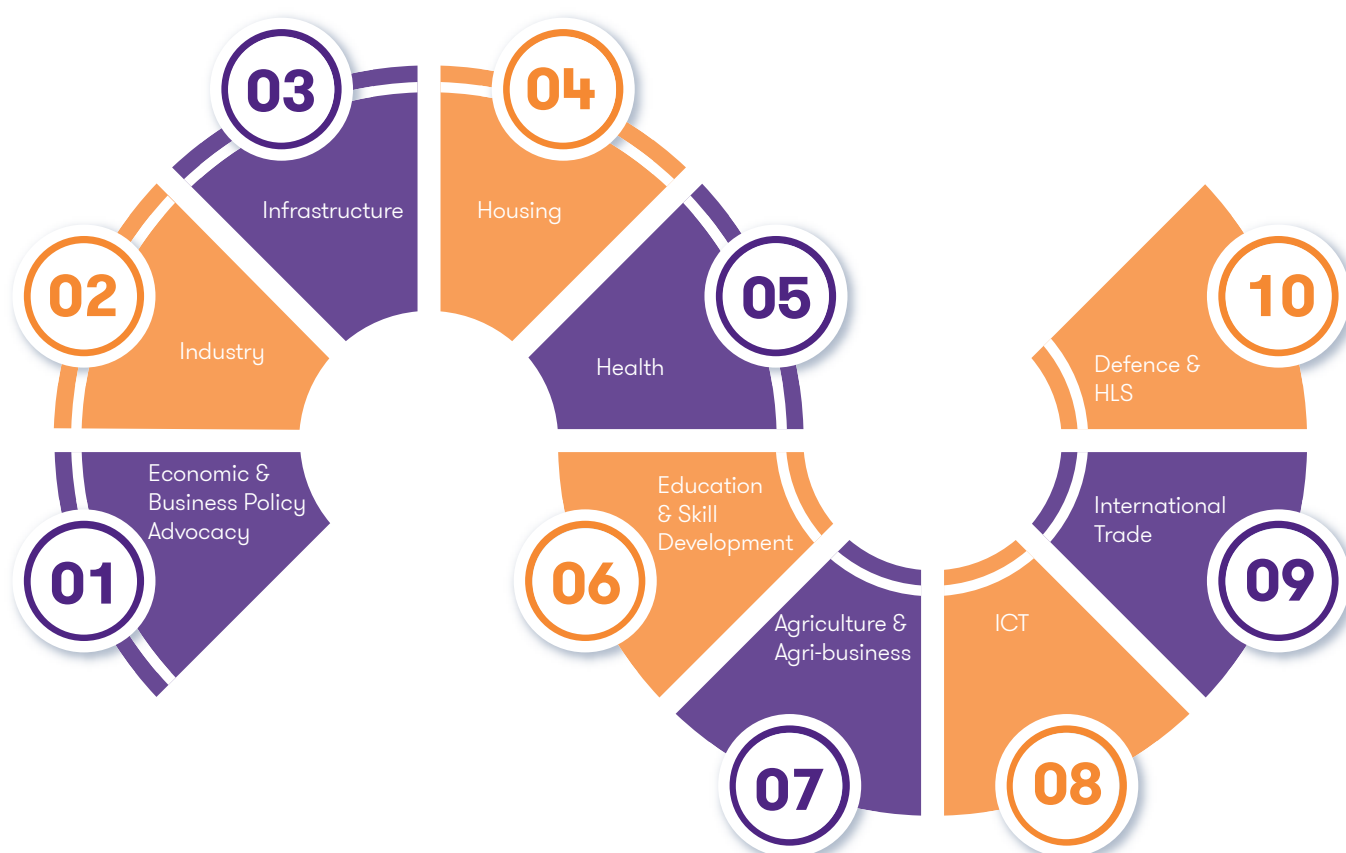 01
Economic &
Business Policy
Advocacy
02
Industry
03
Infrastructure
04
Housing
05
Health
06
Education
& Skill
Development
07
Agriculture &
Agri-business
08
ICT
09
International
Trade
10
Defence &
HLS